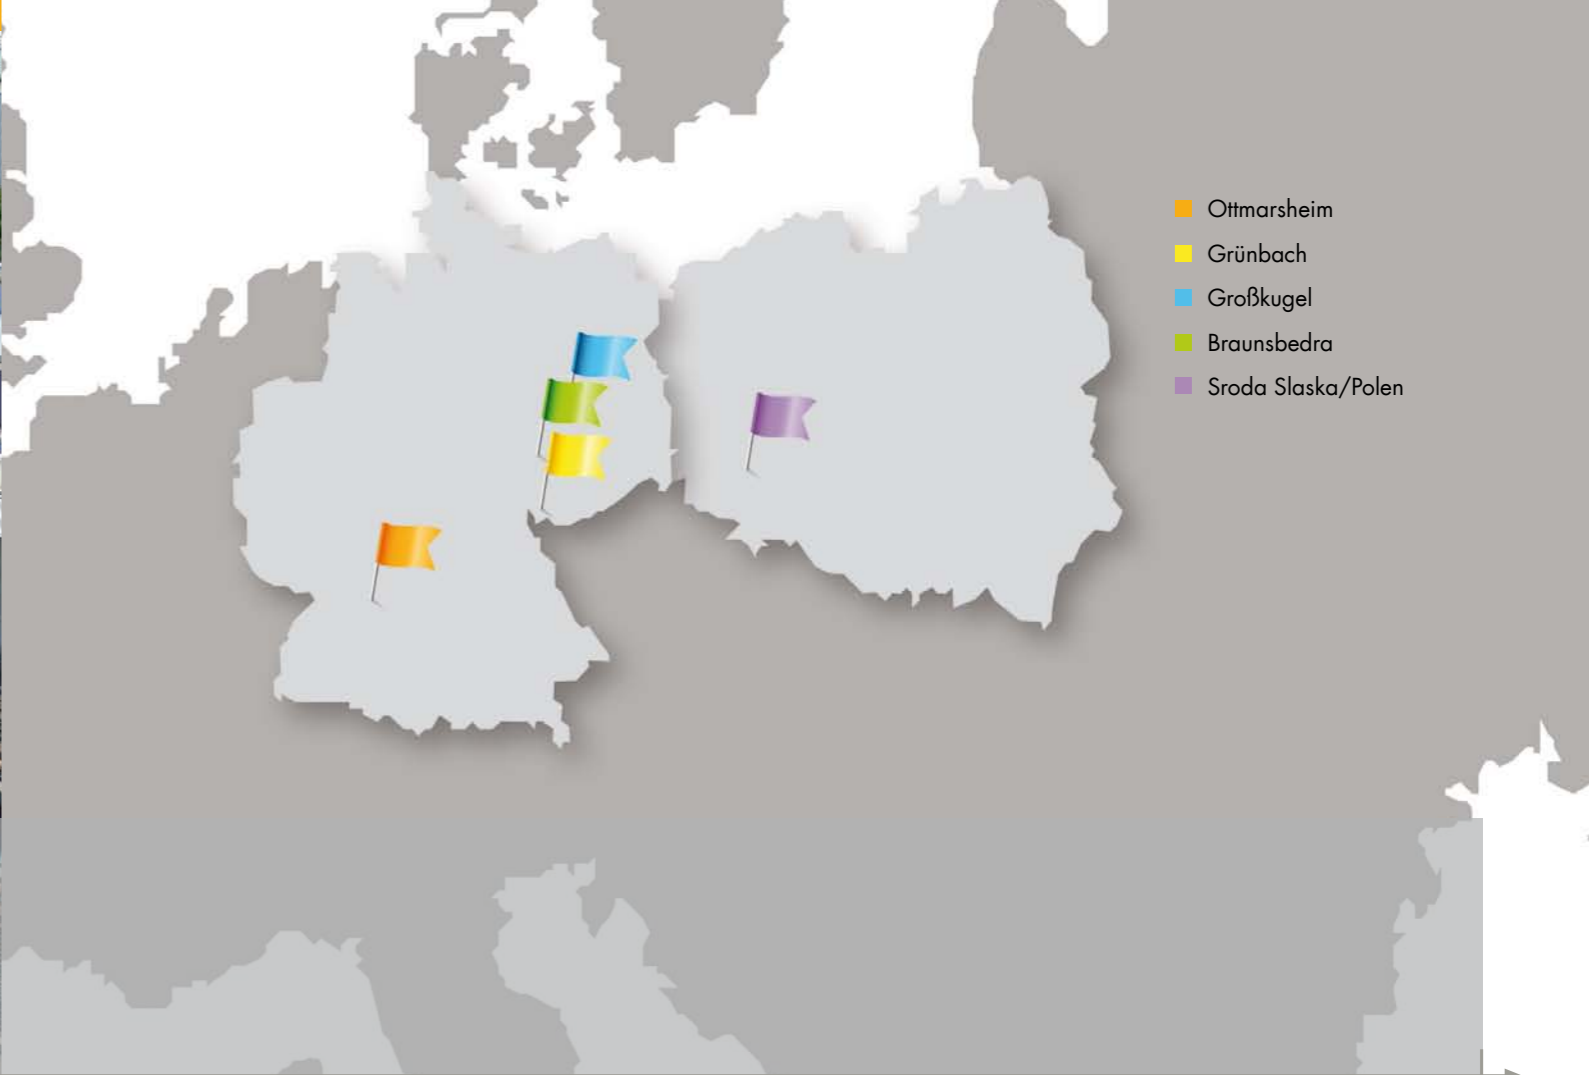 Ottmarsheim
Grünbach
Großkugel
Braunsbedra
Sroda Slaska/Polen